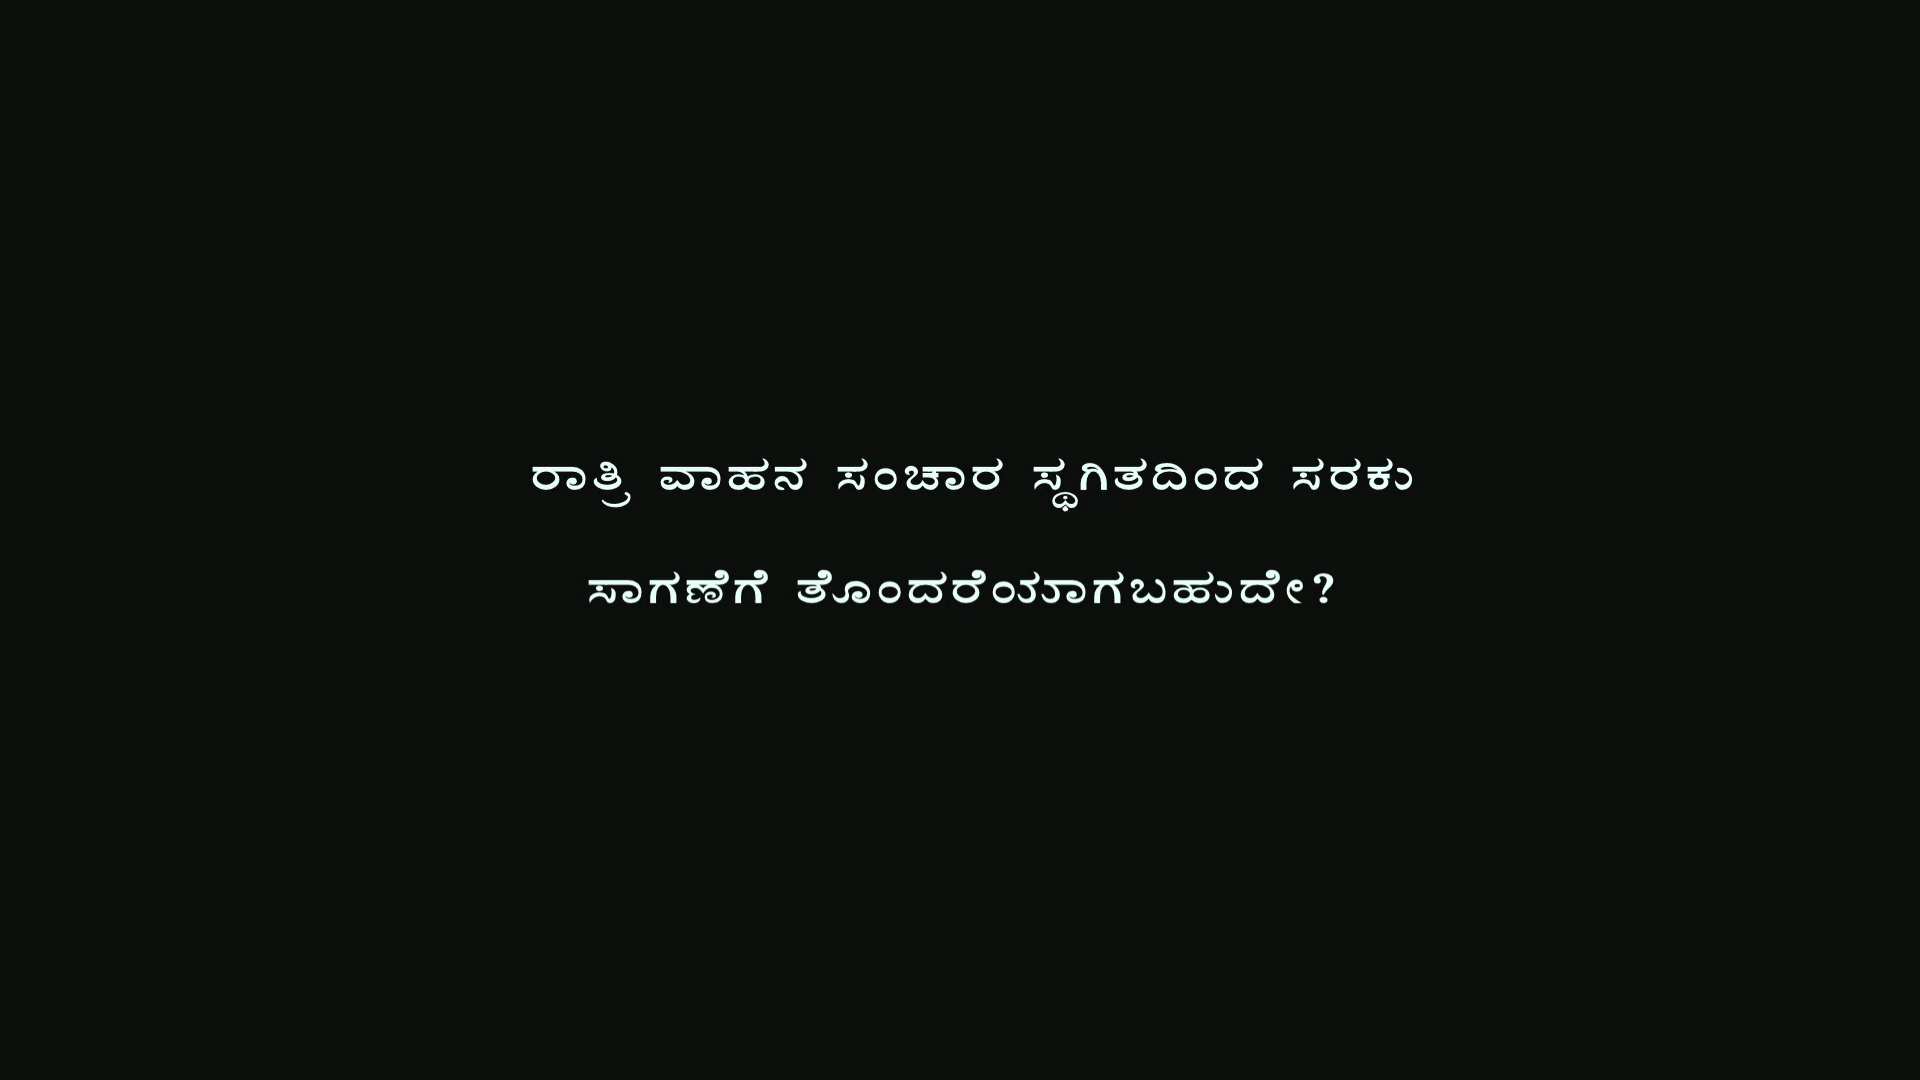 ರಾತ್ರಿ ವಾಹನ ಸಂಚಾರ ಸ್ಥಗಿತದಿಂದ ಸರಕು
ಸಾಗಣೆಗೆ ತೊಂದರೆಯಾಗಬಹುದೇ?